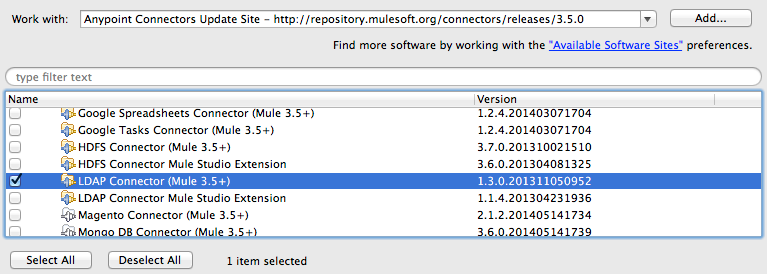 Work with: Anypoint Connectors Update Site - http://repository.mulesoft.org/connectors/releases/3.5.0 Add...
Find more software by working with the "Available Software Sites" preferences.
type filter text
Name Version
Google Spreadsheets Connector (Mule 3.5+) 1.2.4.201403071704
Google Tasks Connector (Mule 3.5+) 1.2.4.201403071704
HDFS Connector (Mule 3.5+) 3.7.0.201310021510
HDFS Connector Mule Studio Extension 3.6.0.201304081325
LDAP Connector (Mule 3.5+) 1.3.0.201311050952
LDAP Connector Mule Studio Extension 1.1.4.201304231936
Magento Connector (Mule 3.5+) 2.1.2.201405141734
Mongo DB Connector (Mule 3.5+) 3.6.0.201405141739
Select All Deselect All 1 item selected